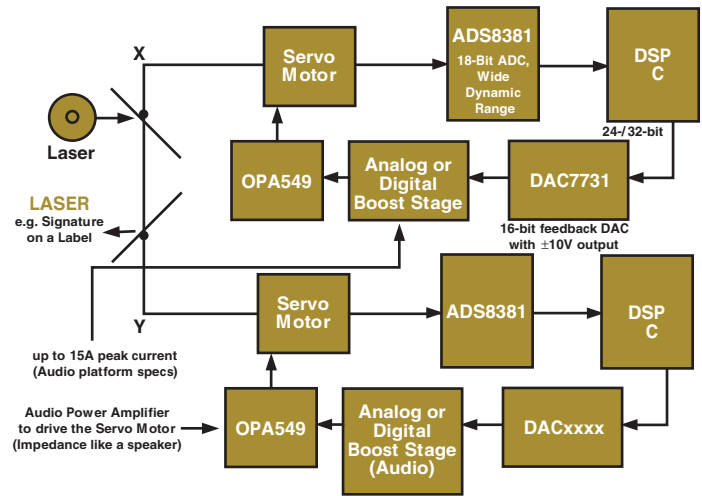 X
Servo
Motor
ADS8381
18-Bit ADC,
Wide
Dynamic
Range
DSP
C
Laser
24-/32-bit
OPA549
Analog or
Digital
Boost Stage
DAC7731
16-bit feedback DAC
with ±10V output
LASER
e.g. Signature
on a Label
Y
Servo
Motor
ADS8381
DSP
C
up to 15A peak current
(Audio platform specs)
Audio Power Amplifier
to drive the Servo Motor
(Impedance like a speaker)
OPA549
Analog or
Digital
Boost Stage
(Audio)
DACxxxx